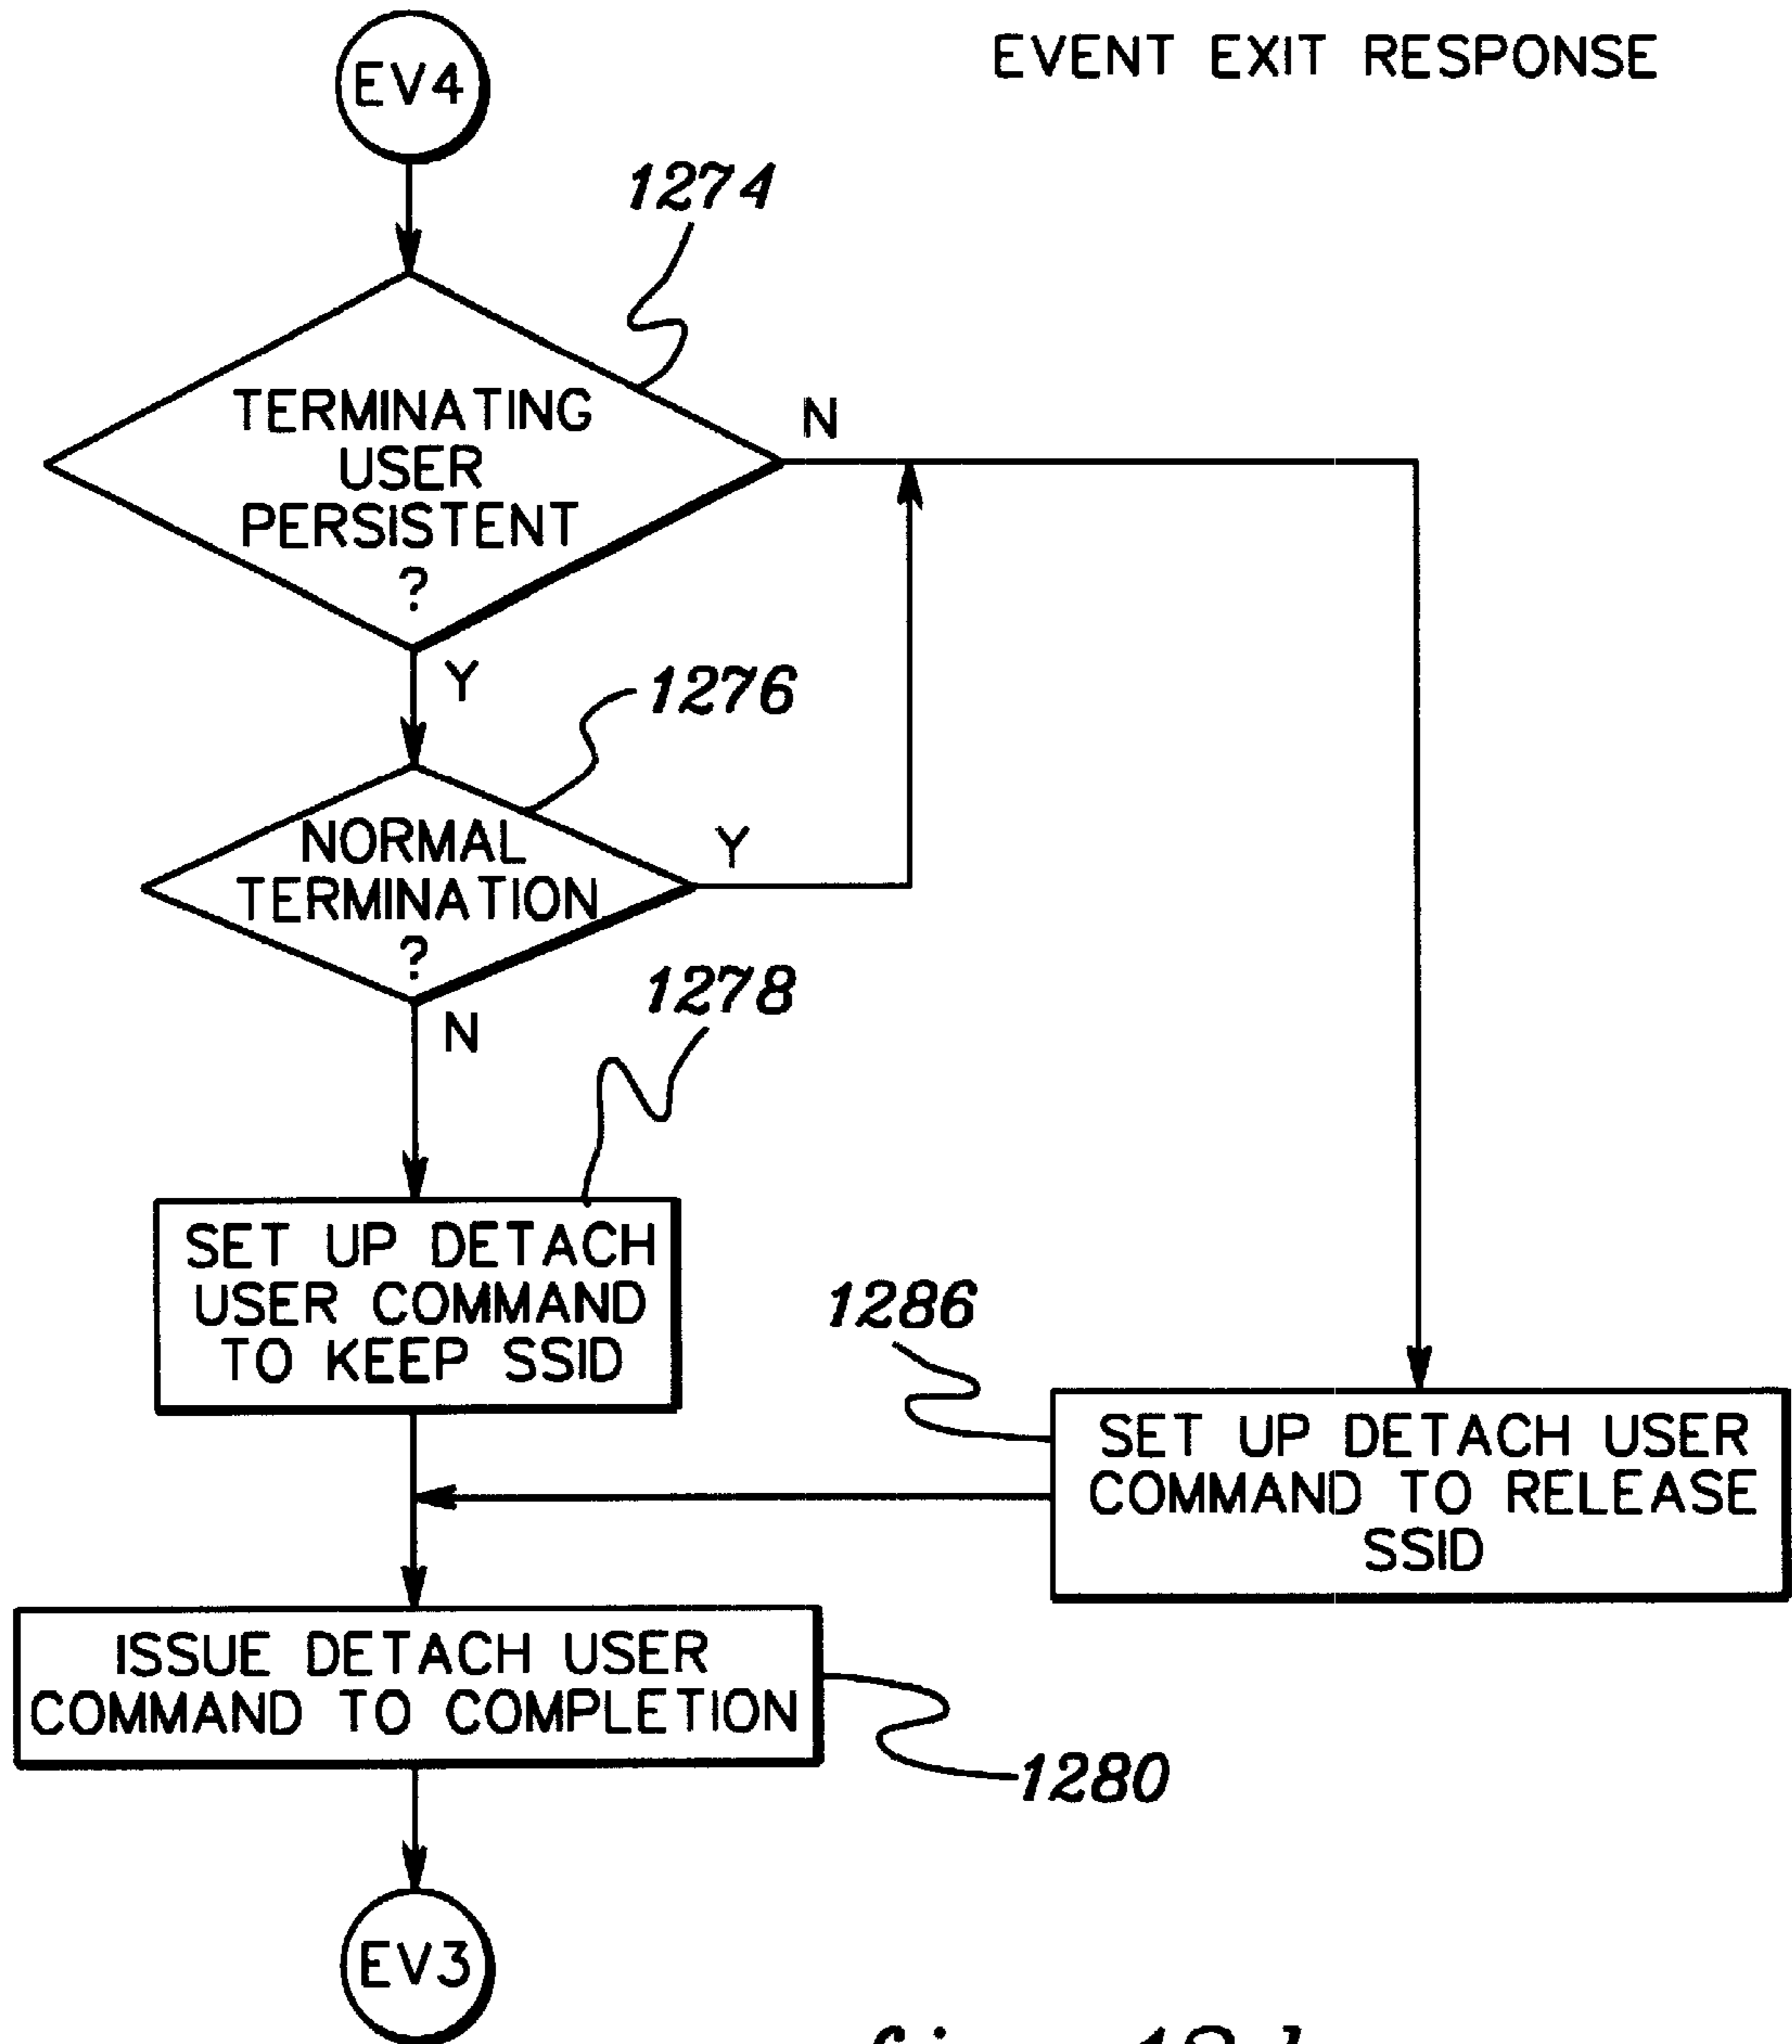 EVENT EXIT RESPONSE
EV4
1274
TERMINATING
USER
PERSISTENT
?
N
Y
1276
NORMAL
TERMINATION
?
Y
N
1278
SET UP DETACH
USER COMMAND
TO KEEP SSID
1286
SET UP DETACH USER
COMMAND TO RELEASE
SSID
ISSUE DETACH USER
COMMAND TO COMPLETION
1280
EV3